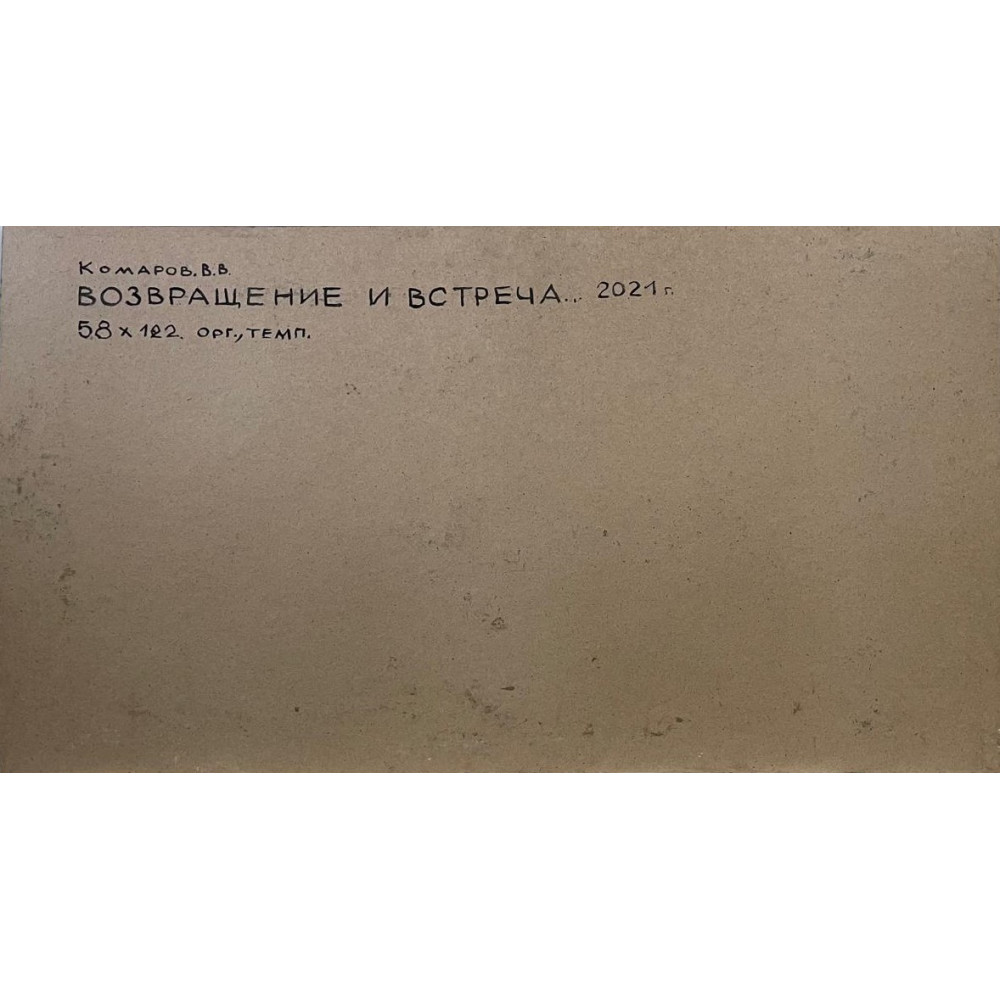 Комаров. В.В.
ВОЗВРАЩЕНИЕ И ВСТРЕЧА... 2021 г.
58 х 122. орг., темп.